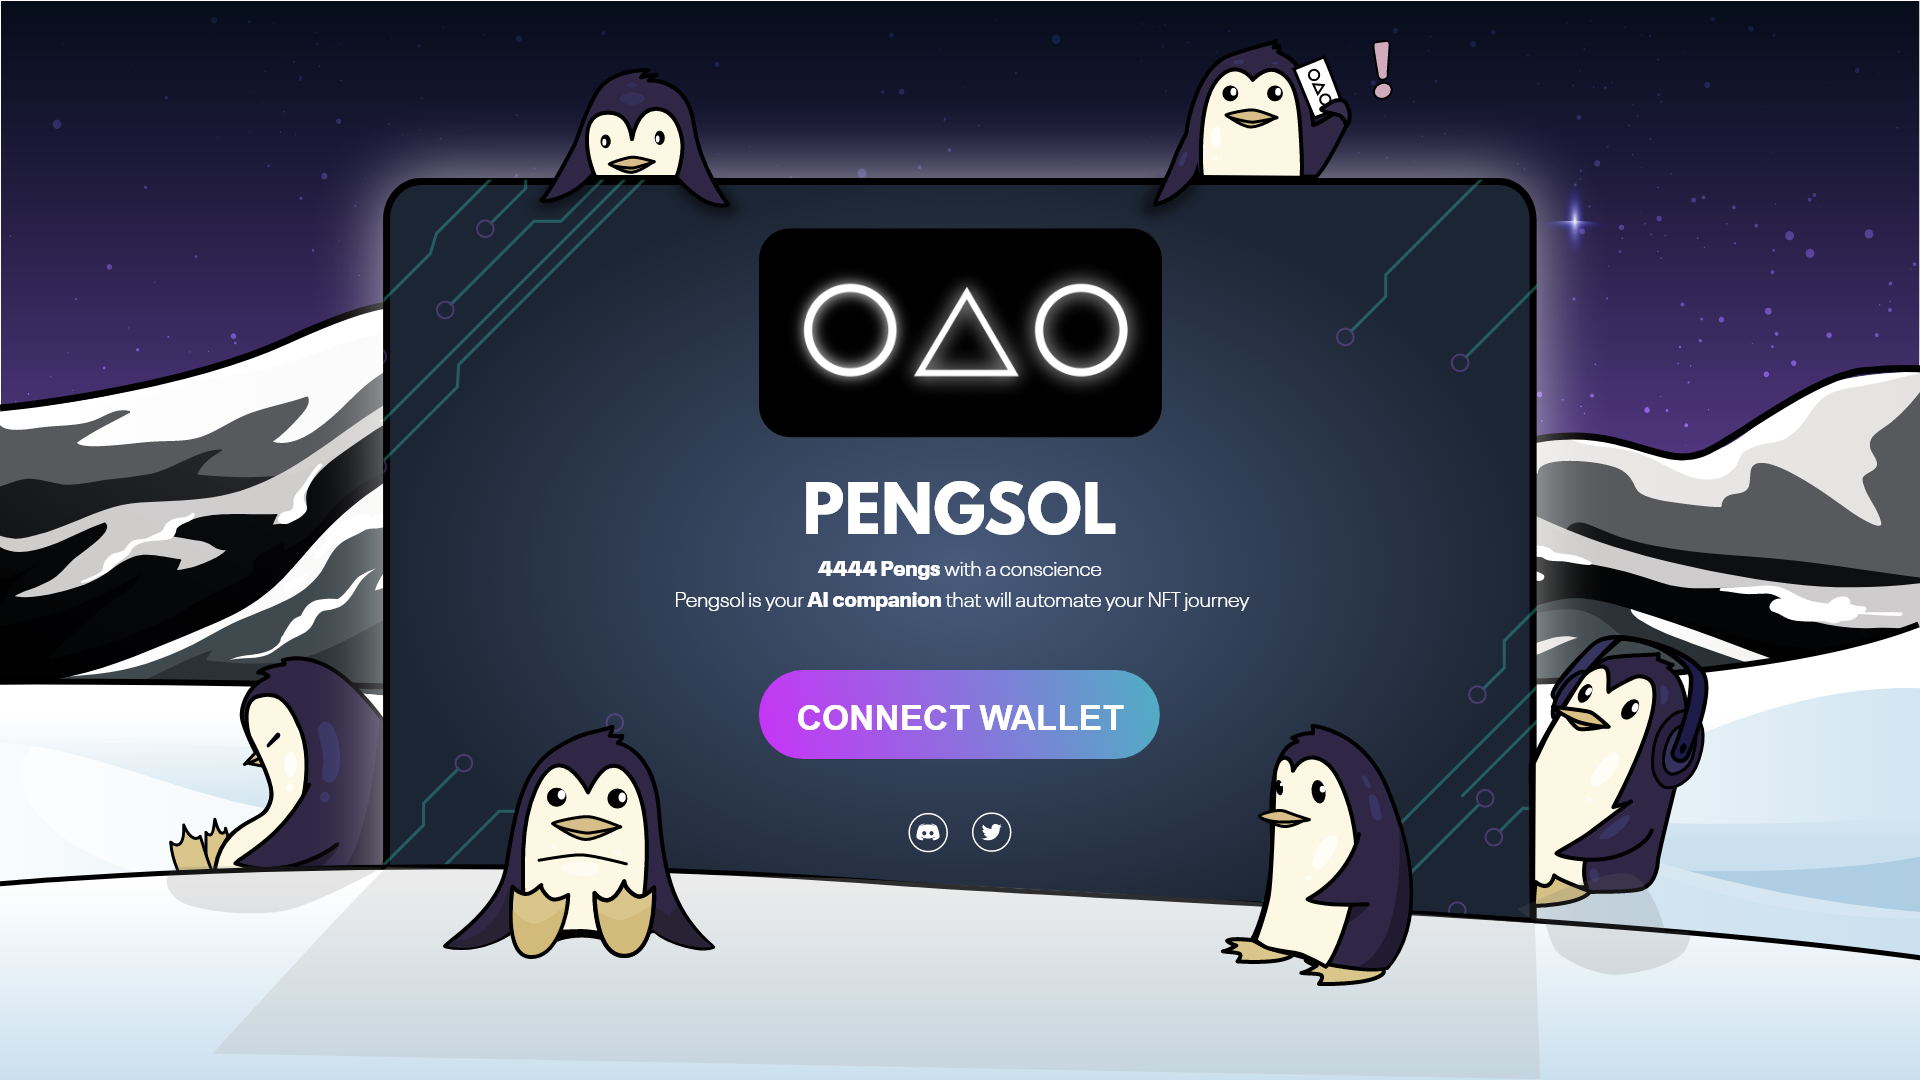 PENGSOL
4444 Pengs with a conscience
Pengsol is your AI companion that will automate your NFT journey
CONNECT WALLET